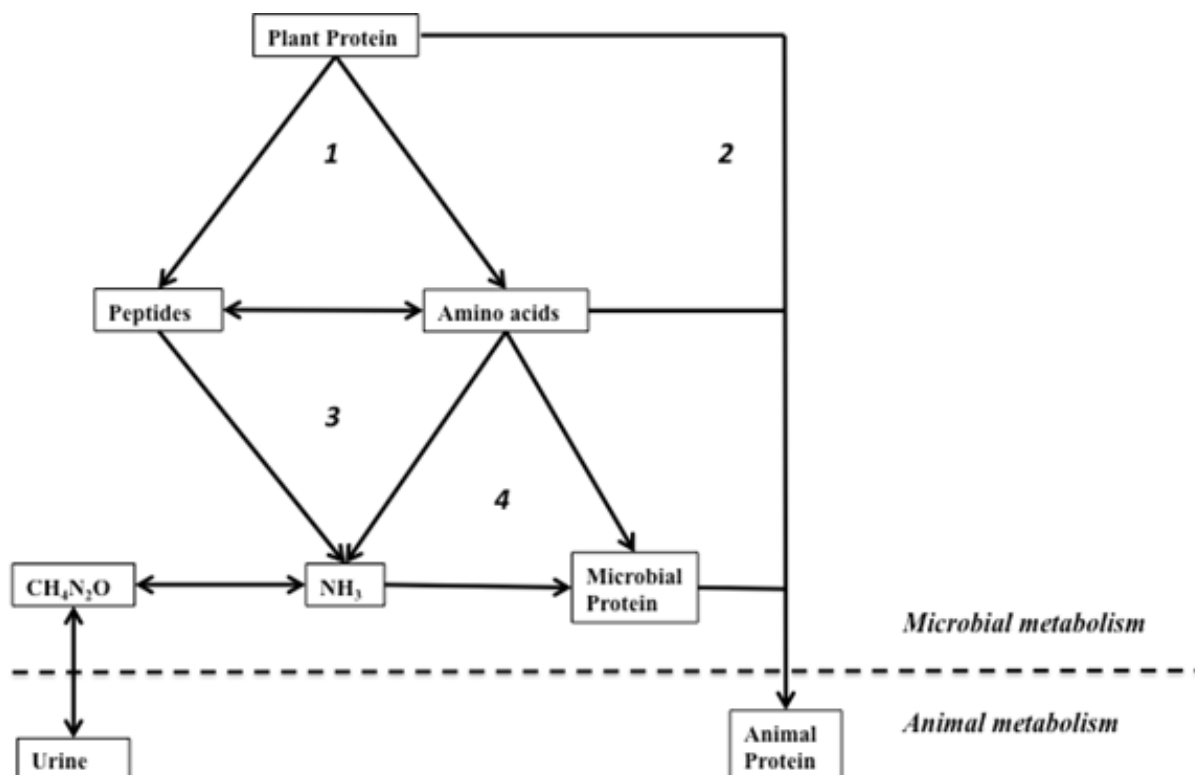 Plant Protein
1
2
Peptides
Amino acids
3
4
CH₄N₂O
NH₃
Microbial
Protein
Microbial metabolism
Animal metabolism
Urine
Animal
Protein